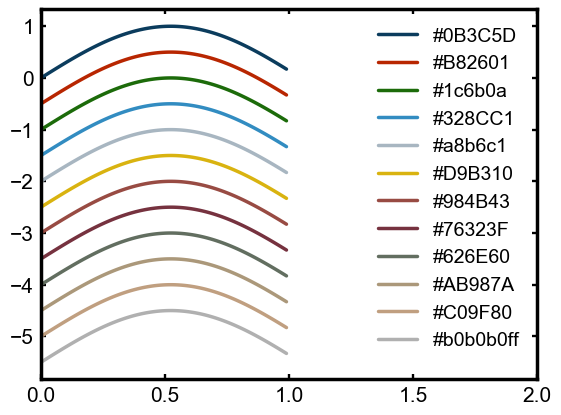 1
0
−1
−2
−3
−4
−5
0.0 0.5 1.0 1.5 2.0
#0B3C5D
#B82601
#1c6b0a
#328CC1
#a8b6c1
#D9B310
#984B43
#76323F
#626E60
#AB987A
#C09F80
#b0b0b0ff